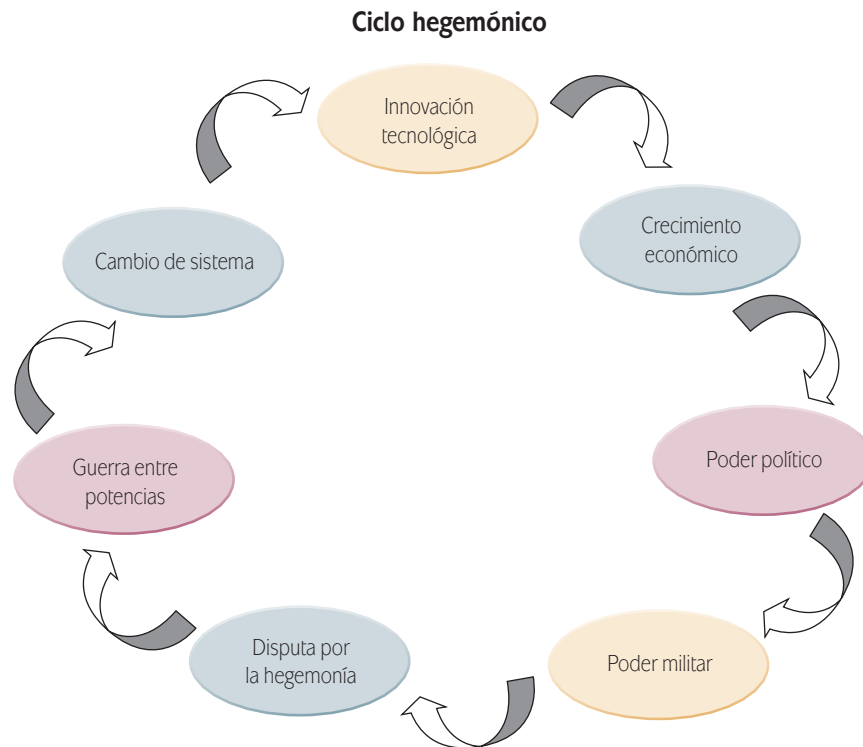 Ciclo hegemónico
Innovación
tecnológica
Crecimiento
económico
Poder político
Poder militar
Disputa por
la hegemonía
Guerra entre
potencias
Cambio de sistema